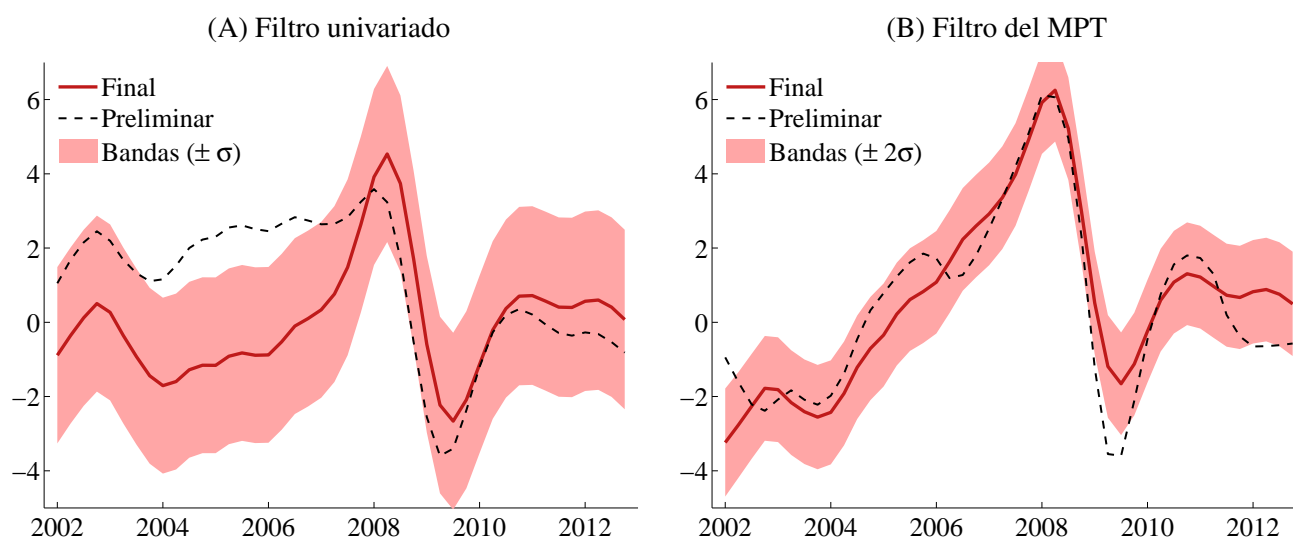 (A) Filtro univariado
Final
Preliminar
Bandas (± σ)
6
4
2
0
−2
−4
2002 2004 2006 2008 2010 2012
(B) Filtro del MPT
Final
Preliminar
Bandas (± 2σ)
6
4
2
0
−2
−4
2002 2004 2006 2008 2010 2012